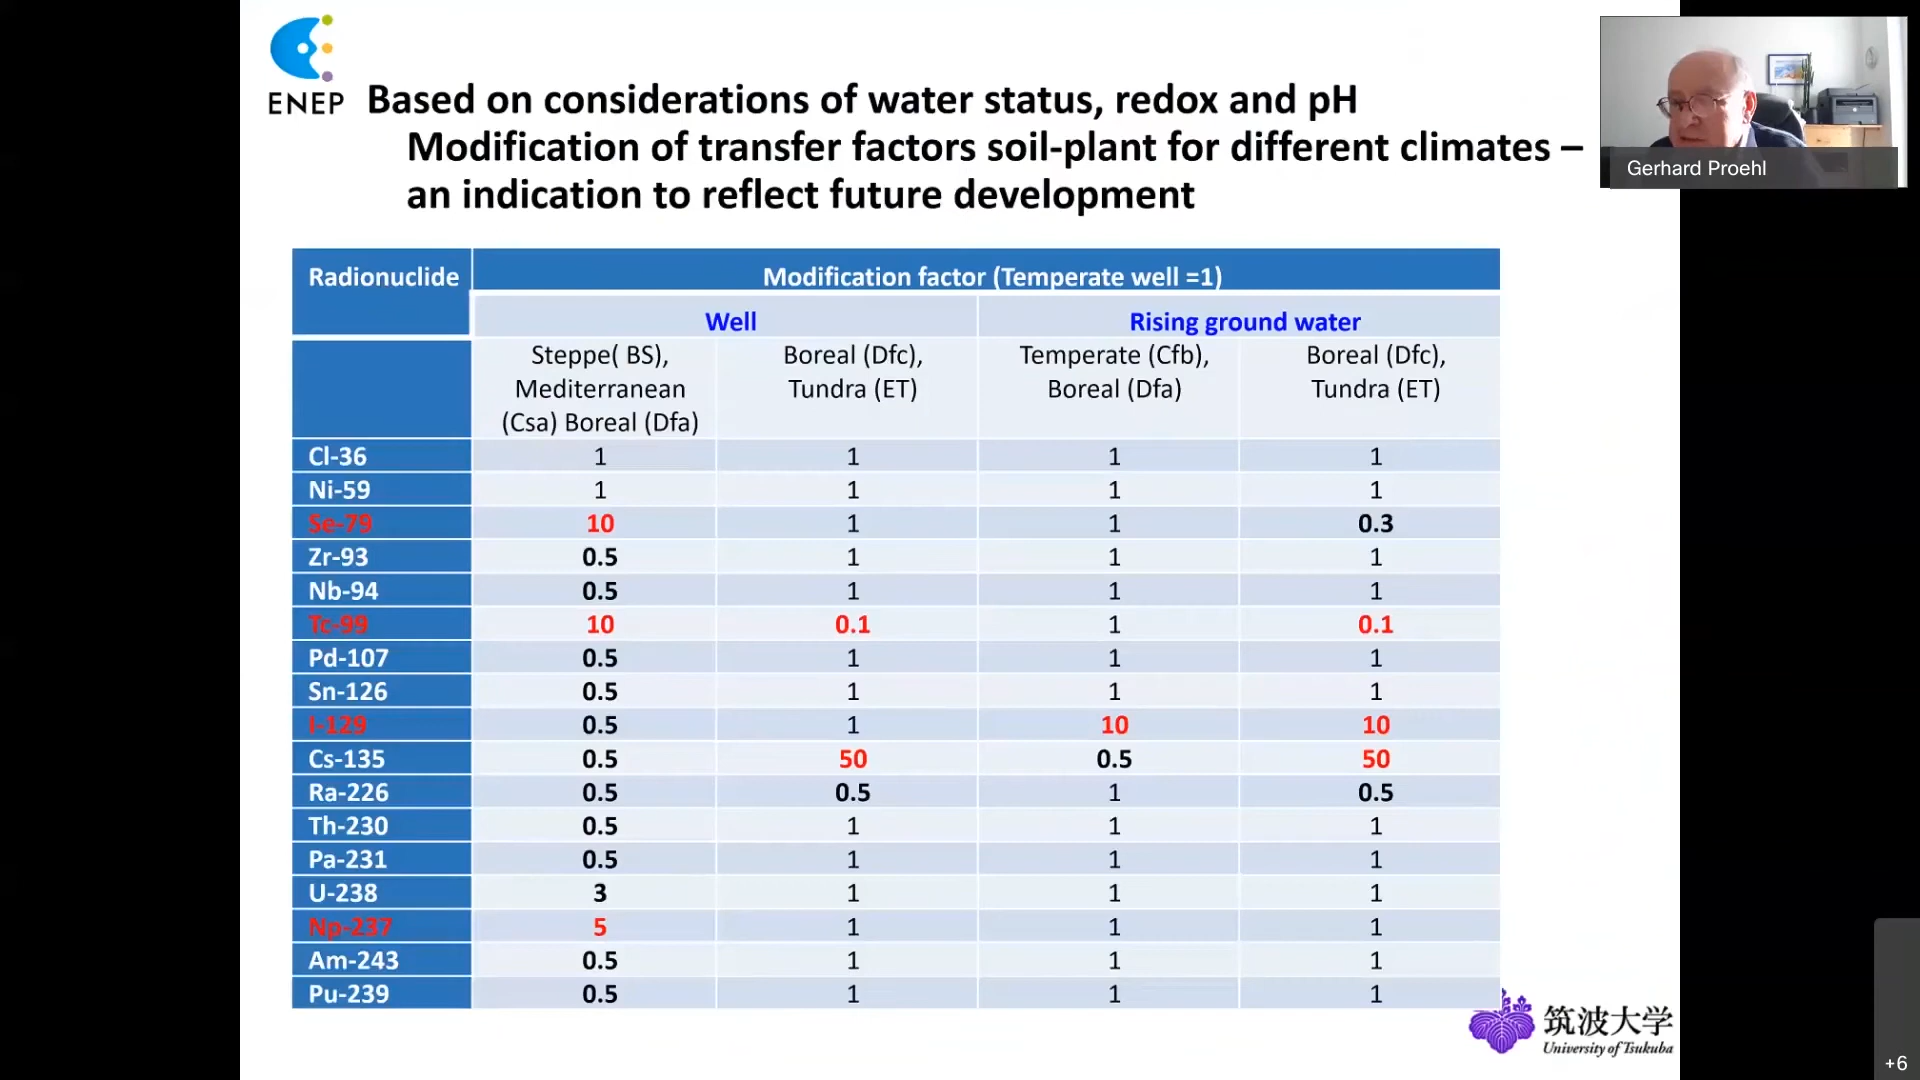 ENEP
Based on considerations of water status, redox and pH
Modification of transfer factors soil-plant for different climates –
an indication to reflect future development
Gerhard Proehl
Radionuclide Modification factor (Temperate well =1)
Well Rising ground water
Steppe( BS), Boreal (Dfc), Temperate (Cfb), Boreal (Dfc),
Mediterranean Tundra (ET) Boreal (Dfa) Tundra (ET)
(Csa) Boreal (Dfa)
Cl-36 1 1 1 1
Ni-59 1 1 1 1
Se-79 10 1 1 0.3
Zr-93 0.5 1 1 1
Nb-94 0.5 1 1 1
Tc-99 10 0.1 1 0.1
Pd-107 0.5 1 1 1
Sn-126 0.5 1 1 1
I-129 0.5 1 10 10
Cs-135 0.5 50 0.5 50
Ra-226 0.5 0.5 1 0.5
Th-230 0.5 1 1 1
Pa-231 0.5 1 1 1
U-238 3 1 1 1
Np-237 5 1 1 1
Am-243 0.5 1 1 1
Pu-239 0.5 1 1 1
筑波大学
University of Tsukuba
+6